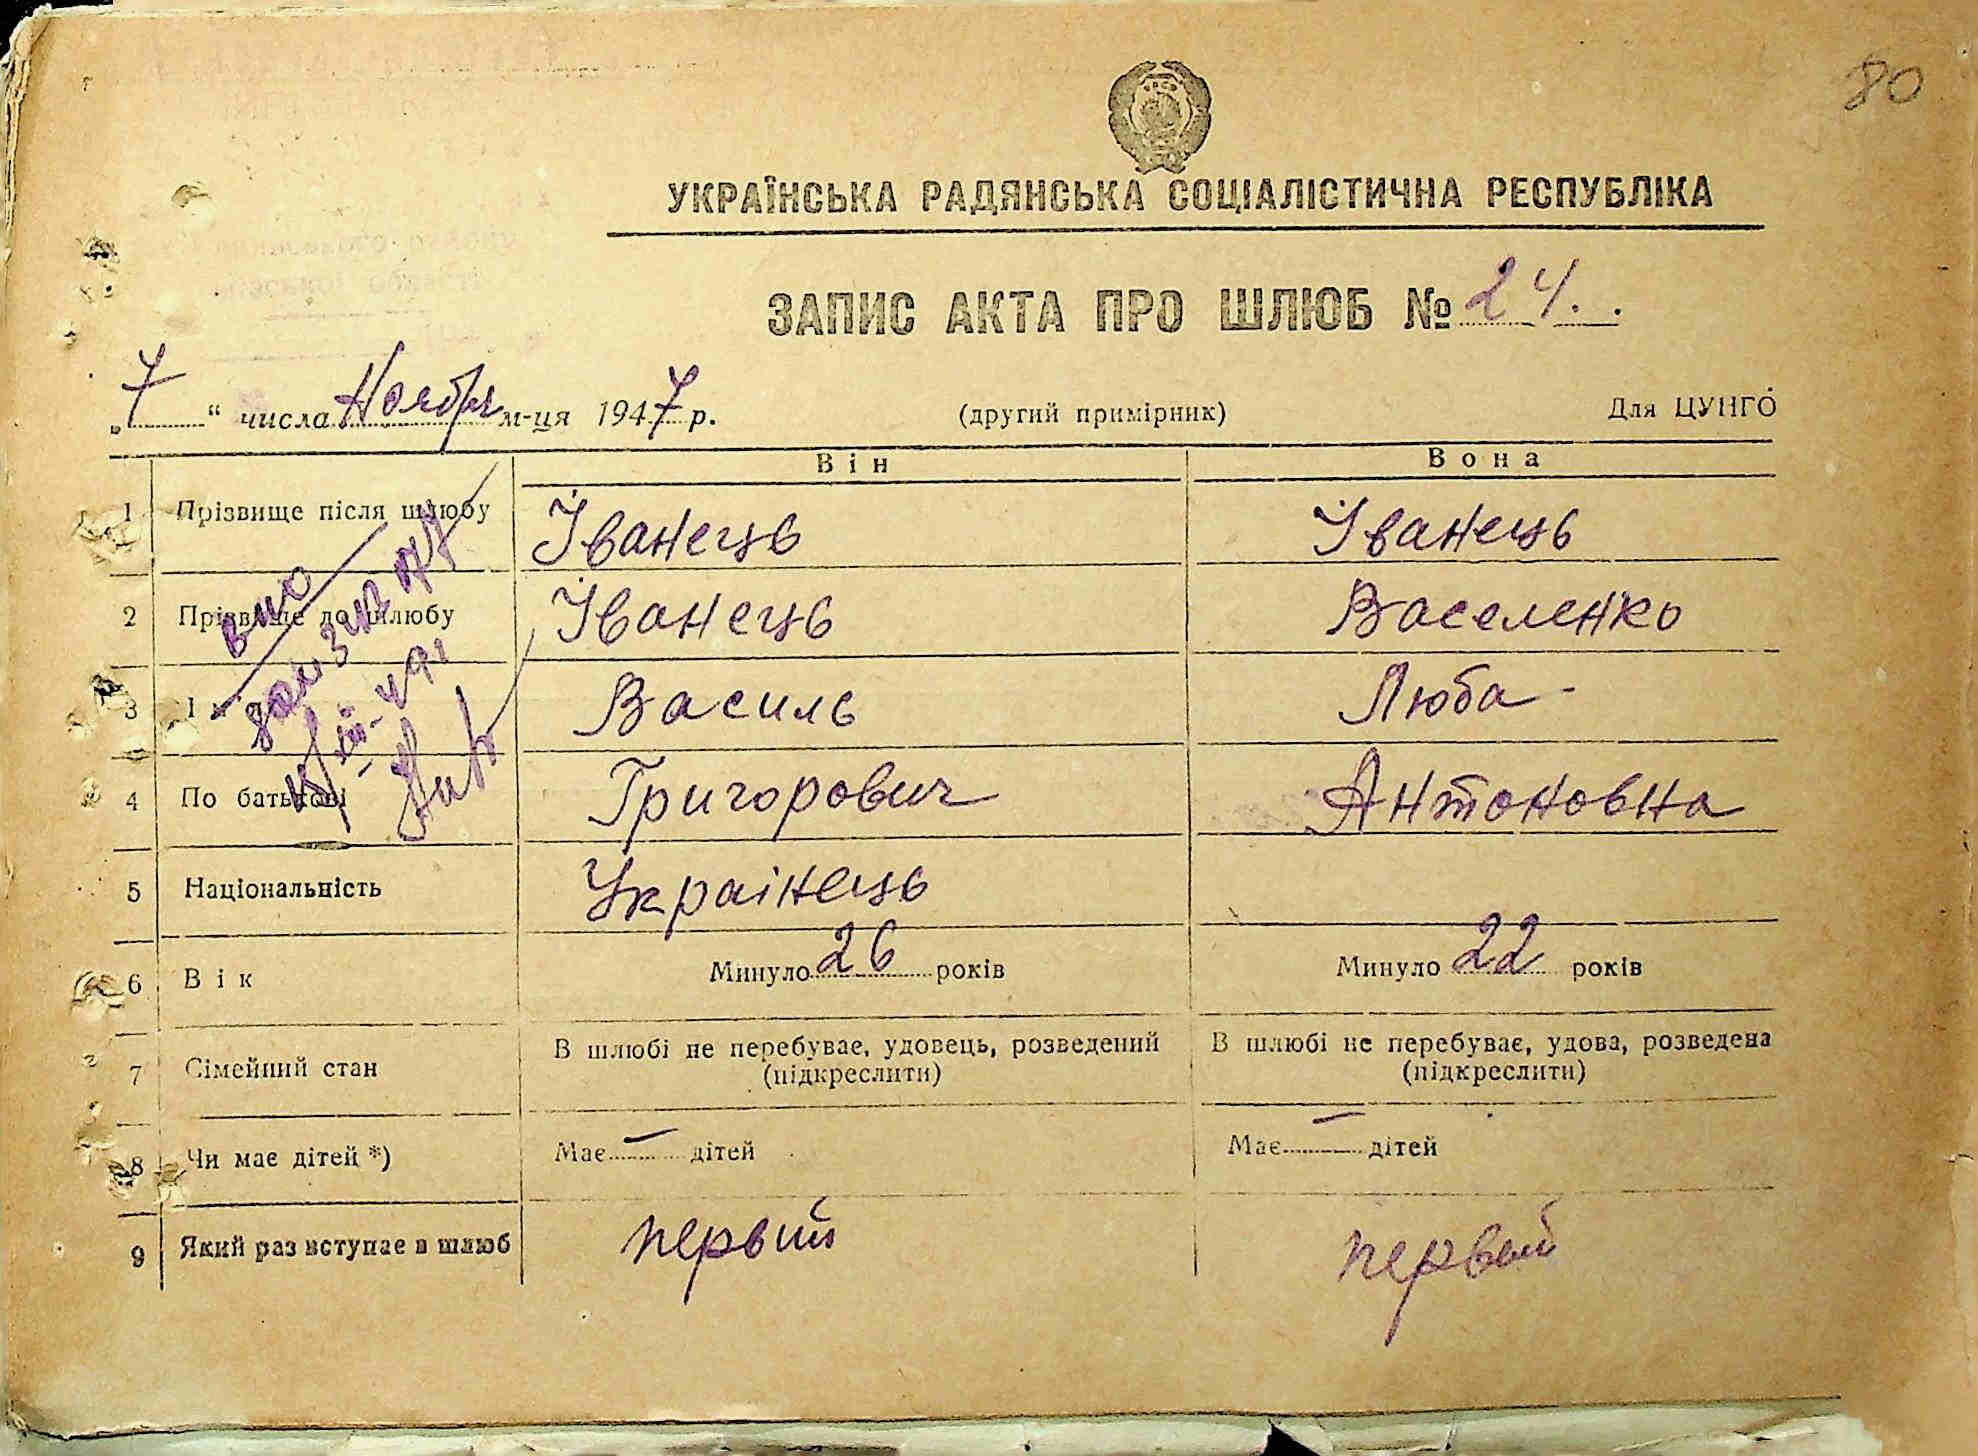 80
УКРАЇНСЬКА РАДЯНСЬКА СОЦІАЛІСТИЧНА РЕСПУБЛІКА
ЗАПИС АКТА ПРО ШЛЮБ № 24.
„7“ числа Ноября м-ця 1947 р. (другий примірник) Для ЦУНГО
Він Вона
1 Прізвище після шлюбу Іванець Іванець
2 Прізвище до шлюбу Іванець Василенко
3 Ім'я Василь Люба
4 По батькові Григорович Антоновна
5 Національність Украінець
6 Вік Минуло 26 років Минуло 22 років
7 Сімейний стан В шлюбі не перебуває, удовець, розведений (підкреслити) В шлюбі не перебуває, удова, розведена (підкреслити)
8 Чи має дітей *) Має — дітей Має — дітей
9 Який раз вступає в шлюб первий первий